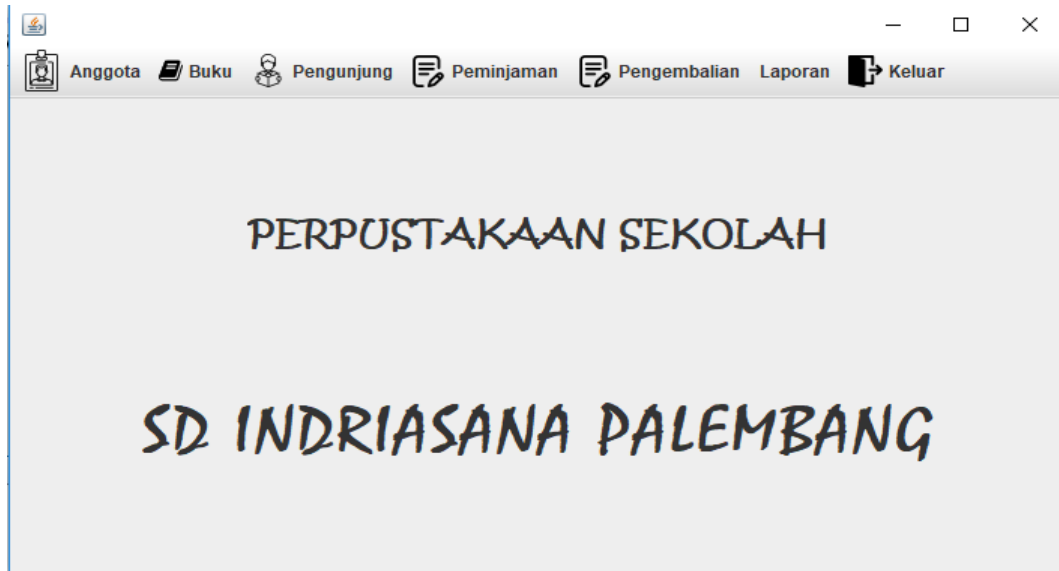 Anggota Buku Pengunjung Peminjaman Pengembalian Laporan Keluar
PERPUSTAKAAN SEKOLAH
SD INDRIASANA PALEMBANG